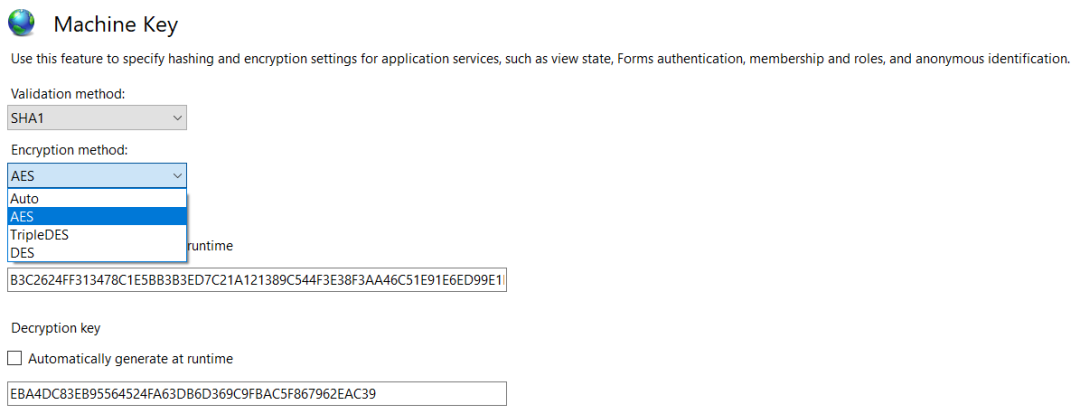 Machine Key
Use this feature to specify hashing and encryption settings for application services, such as view state, Forms authentication, membership and roles, and anonymous identification.
Validation method:
SHA1
Encryption method:
AES
Auto
AES
TripleDES
DES
runtime
B3C2624FF313478C1E5BB3B3ED7C21A121389C544F3E38F3AA46C51E91E6ED99E1
Decryption key
Automatically generate at runtime
EBA4DC83EB95564524FA63DB6D369C9FBAC5F867962EAC39